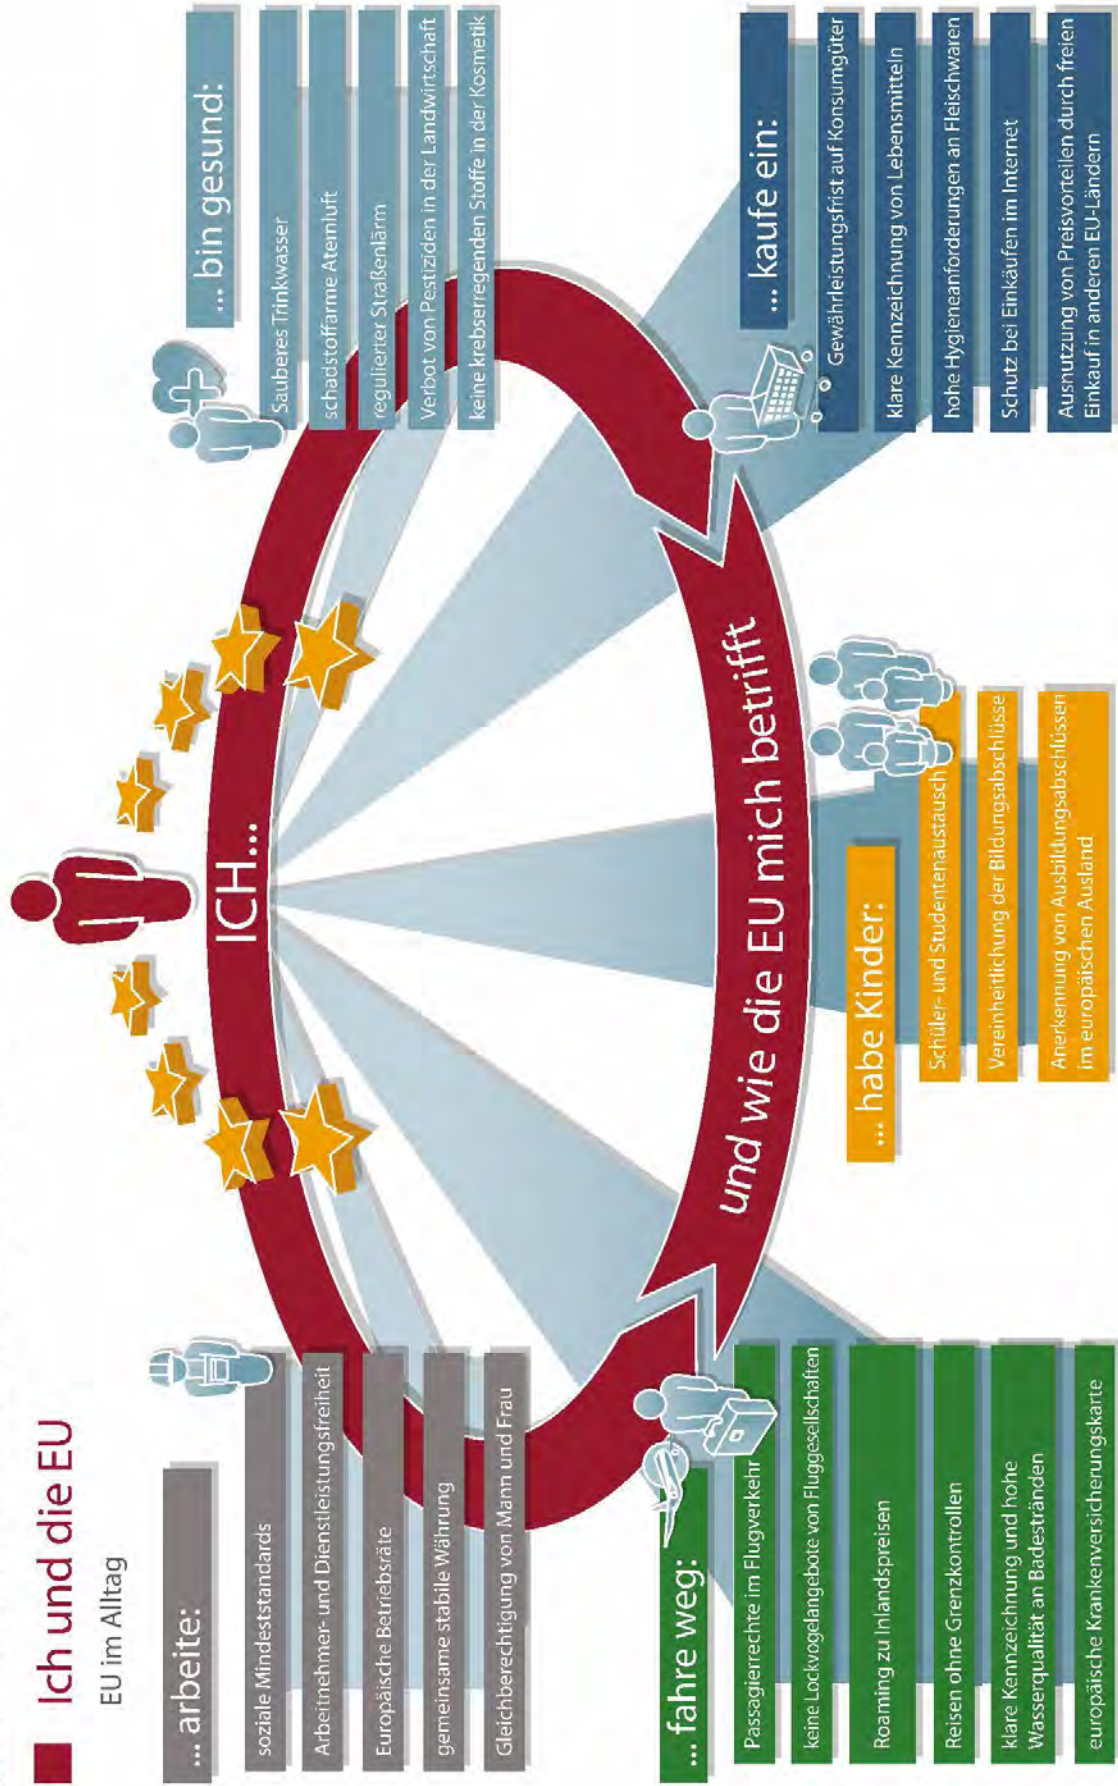 Ich und die EU
EU im Alltag
ICH...
und wie die EU mich betrifft
... arbeite:
soziale Mindeststandards
Arbeitnehmer- und Dienstleistungsfreiheit
Europäische Betriebsräte
gemeinsame stabile Währung
Gleichberechtigung von Mann und Frau
... fahre weg:
Passagierrechte im Flugverkehr
keine Lockvogelangebote von Fluggesellschaften
Roaming zu Inlandspreisen
Reisen ohne Grenzkontrollen
klare Kennzeichnung und hohe
Wasserqualität an Badestränden
europäische Krankenversicherungskarte
... habe Kinder:
Schüler- und Studentenaustausch
Vereinheitlichung der Bildungsabschlüsse
Anerkennung von Ausbildungsabschlüssen
im europäischen Ausland
... kaufe ein:
Gewährleistungsfrist auf Konsumgüter
klare Kennzeichnung von Lebensmitteln
hohe Hygieneanforderungen an Fleischwaren
Schutz bei Einkäufen im Internet
Ausnutzung von Preisvorteilen durch freien
Einkauf in anderen EU-Ländern
... bin gesund:
Sauberes Trinkwasser
schadstoffarme Atemluft
regulierter Straßenlärm
Verbot von Pestiziden in der Landwirtschaft
keine krebserregenden Stoffe in der Kosmetik